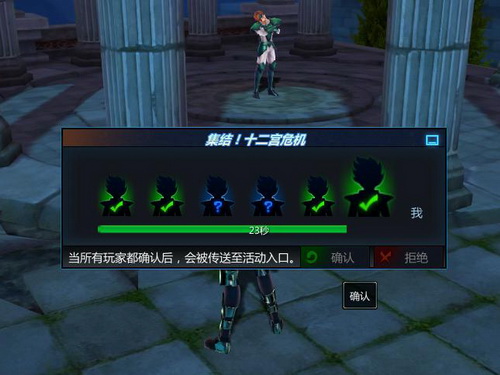 集结！十二宫危机
? ?
我
23秒
当所有玩家都确认后，会被传送至活动入口。 确认 拒绝
确认